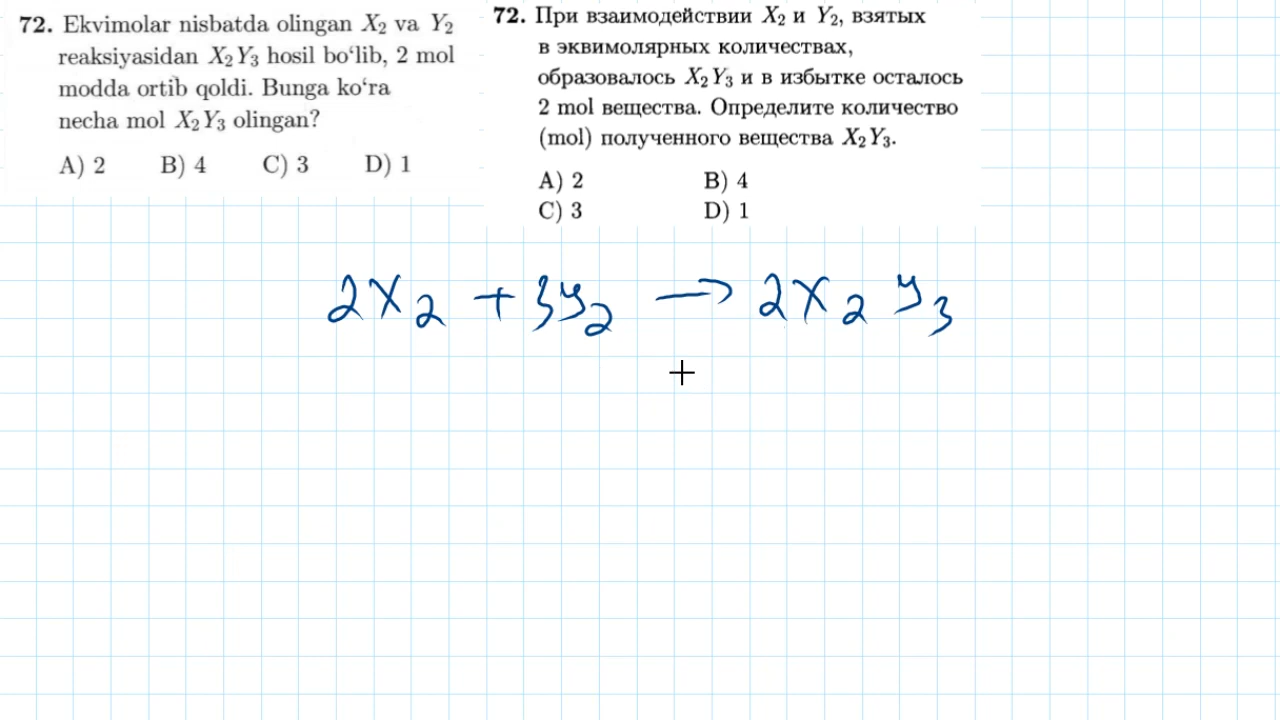 72. Ekvimolar nisbatda olingan X₂ va Y₂
reaksiyasidan X₂Y₃ hosil bo‘lib, 2 mol
modda ortib qoldi. Bunga ko‘ra
necha mol X₂Y₃ olingan?
A) 2 B) 4 C) 3 D) 1
72. При взаимодействии X₂ и Y₂, взятых
в эквимолярных количествах,
образовалось X₂Y₃ и в избытке осталось
2 mol вещества. Определите количество
(mol) полученного вещества X₂Y₃.
A) 2 B) 4
C) 3 D) 1
2X₂ + 3y₂ → 2X₂ y₃